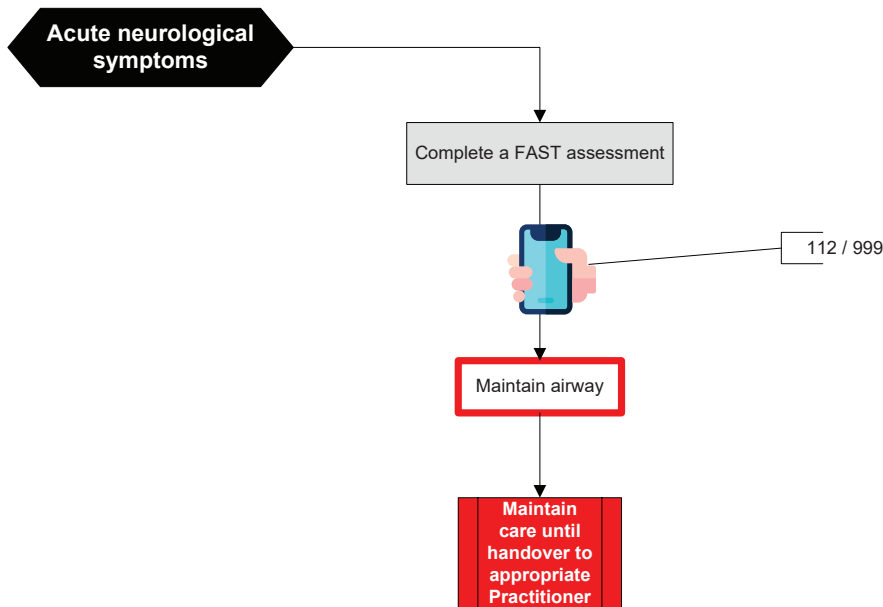 Acute neurological
symptoms
Complete a FAST assessment
112 / 999
Maintain airway
Maintain
care until
handover to
appropriate
Practitioner